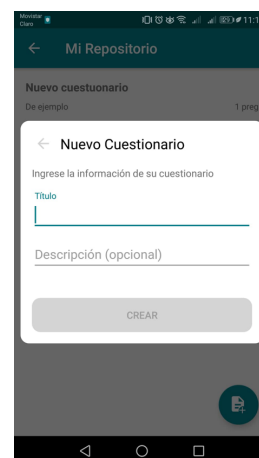 Movistar
Claro
11:1
Mi Repositorio
Nuevo cuestuonario
De ejemplo
1 preg
Nuevo Cuestionario
Ingrese la información de su cuestionario
Título
Descripción (opcional)
CREAR